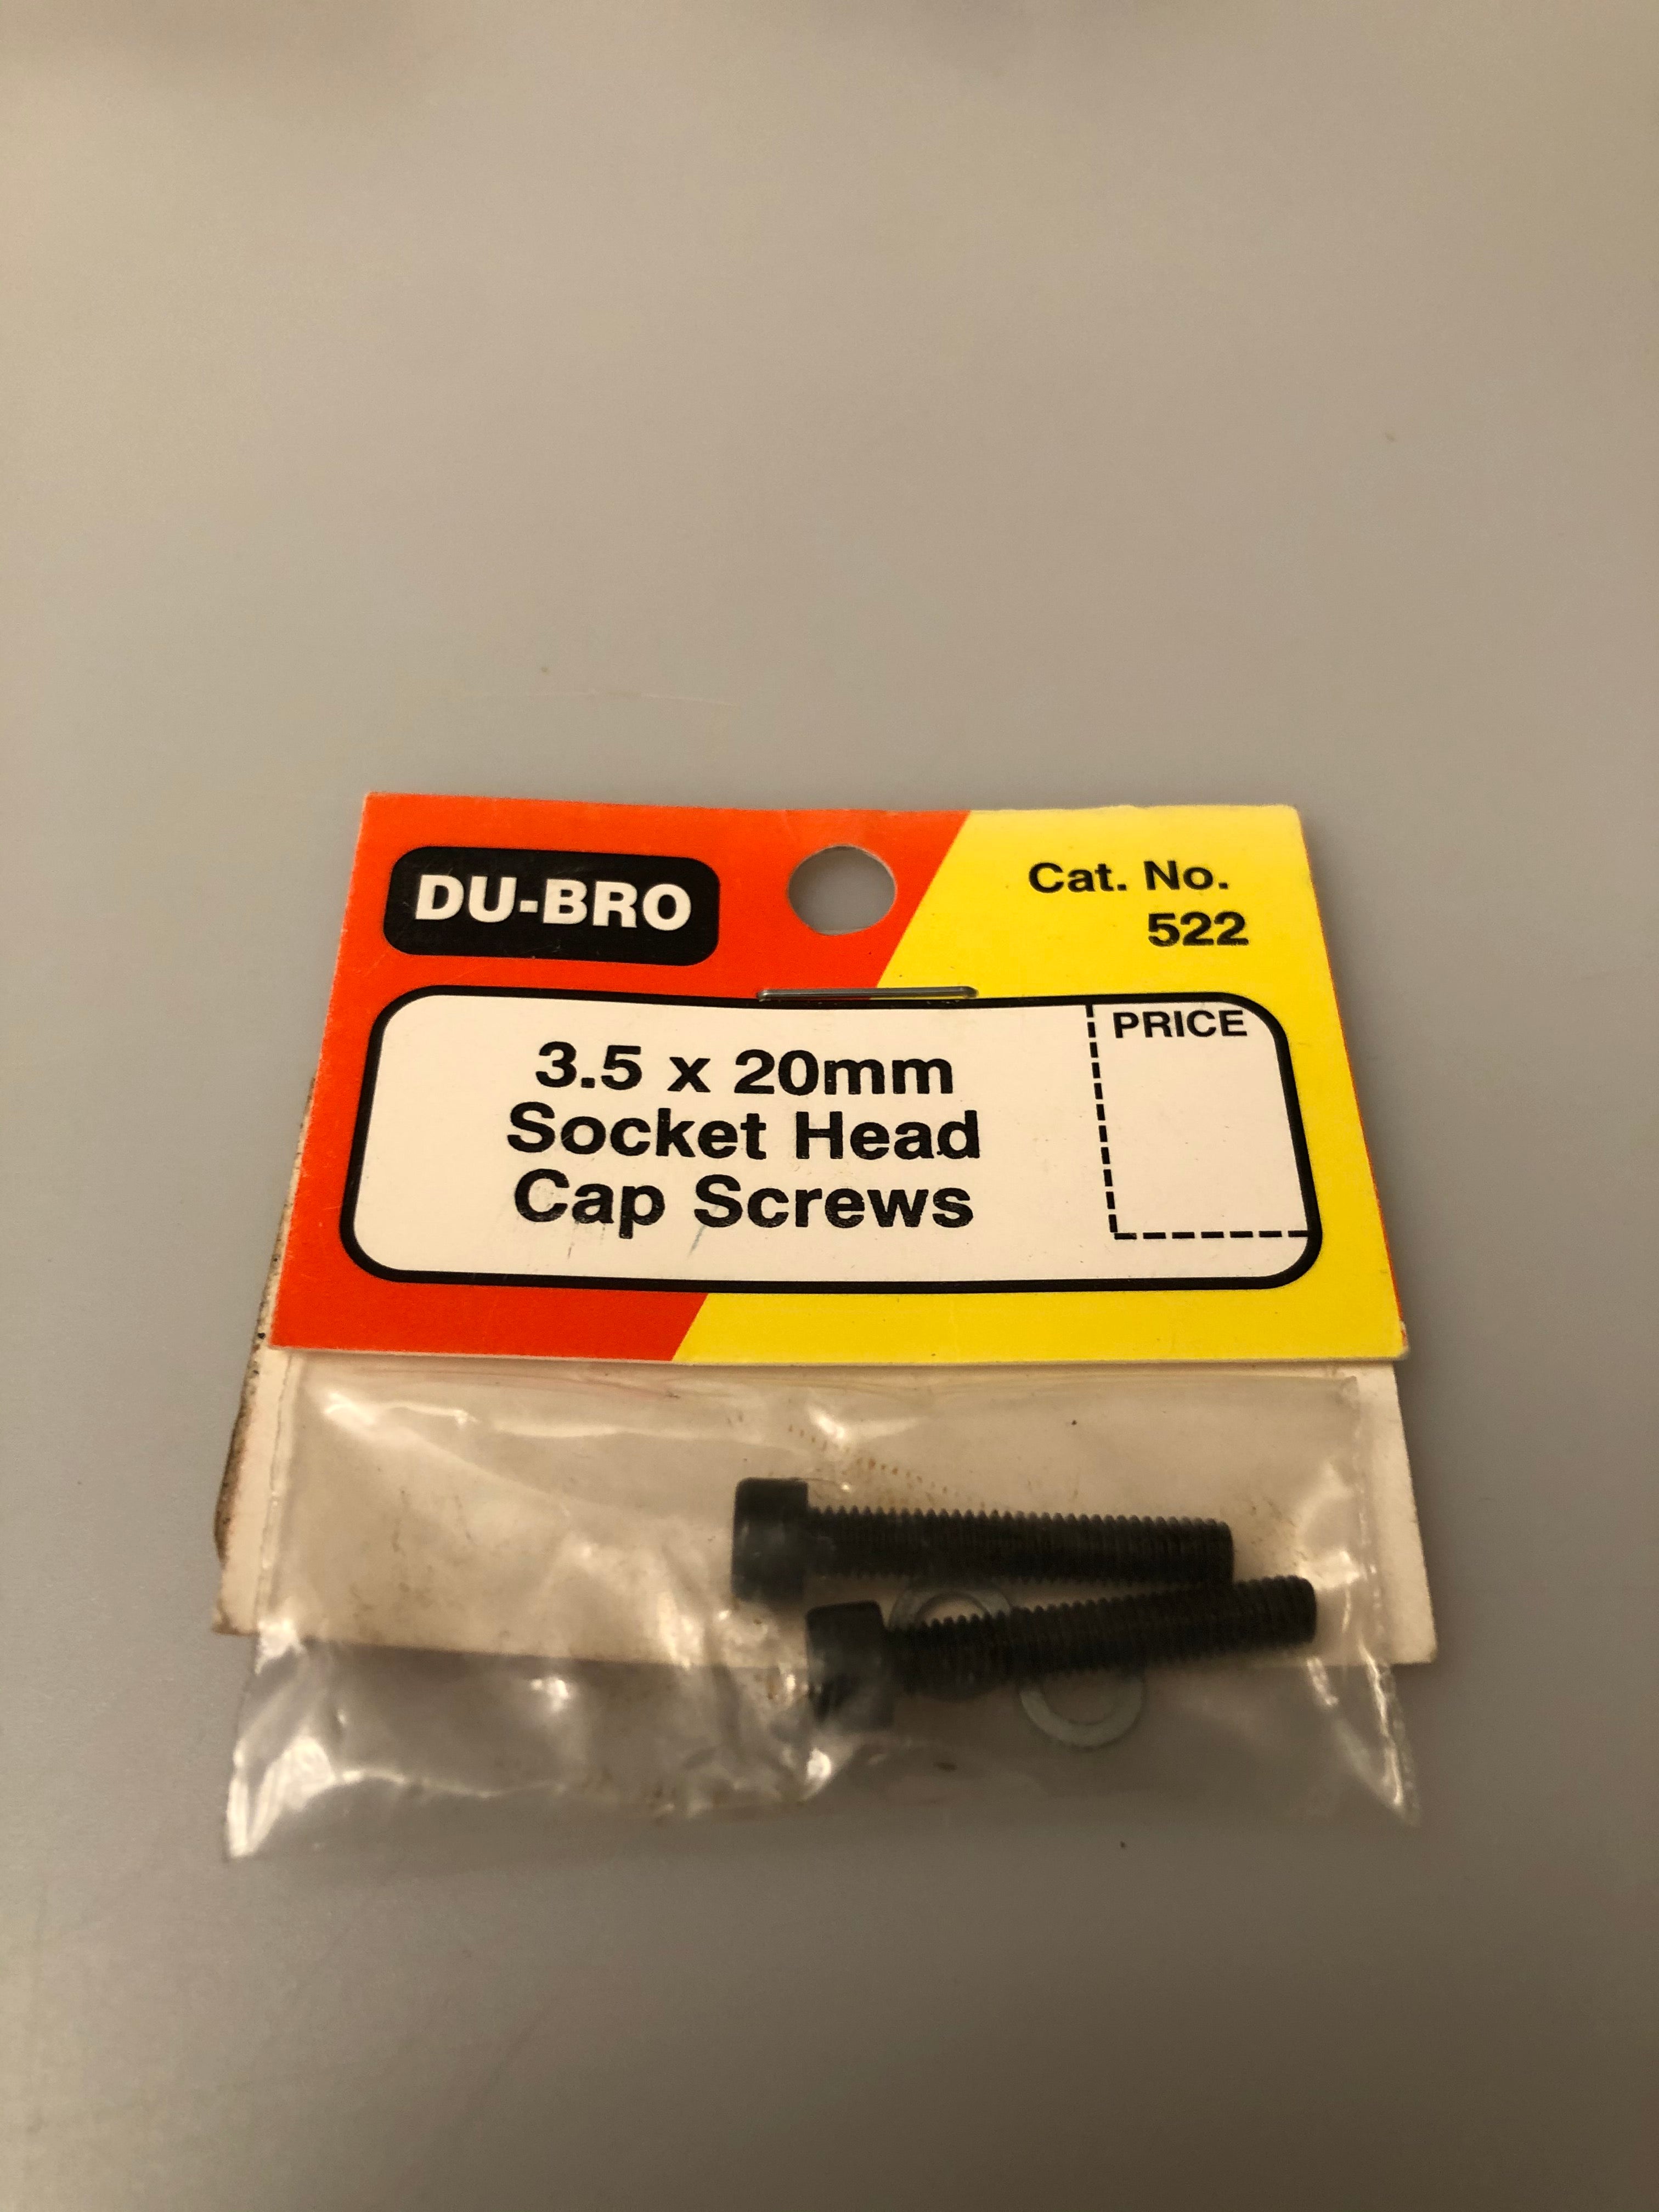 DU-BRO
Cat. No.
522
3.5 x 20mm
Socket Head
Cap Screws
PRICE